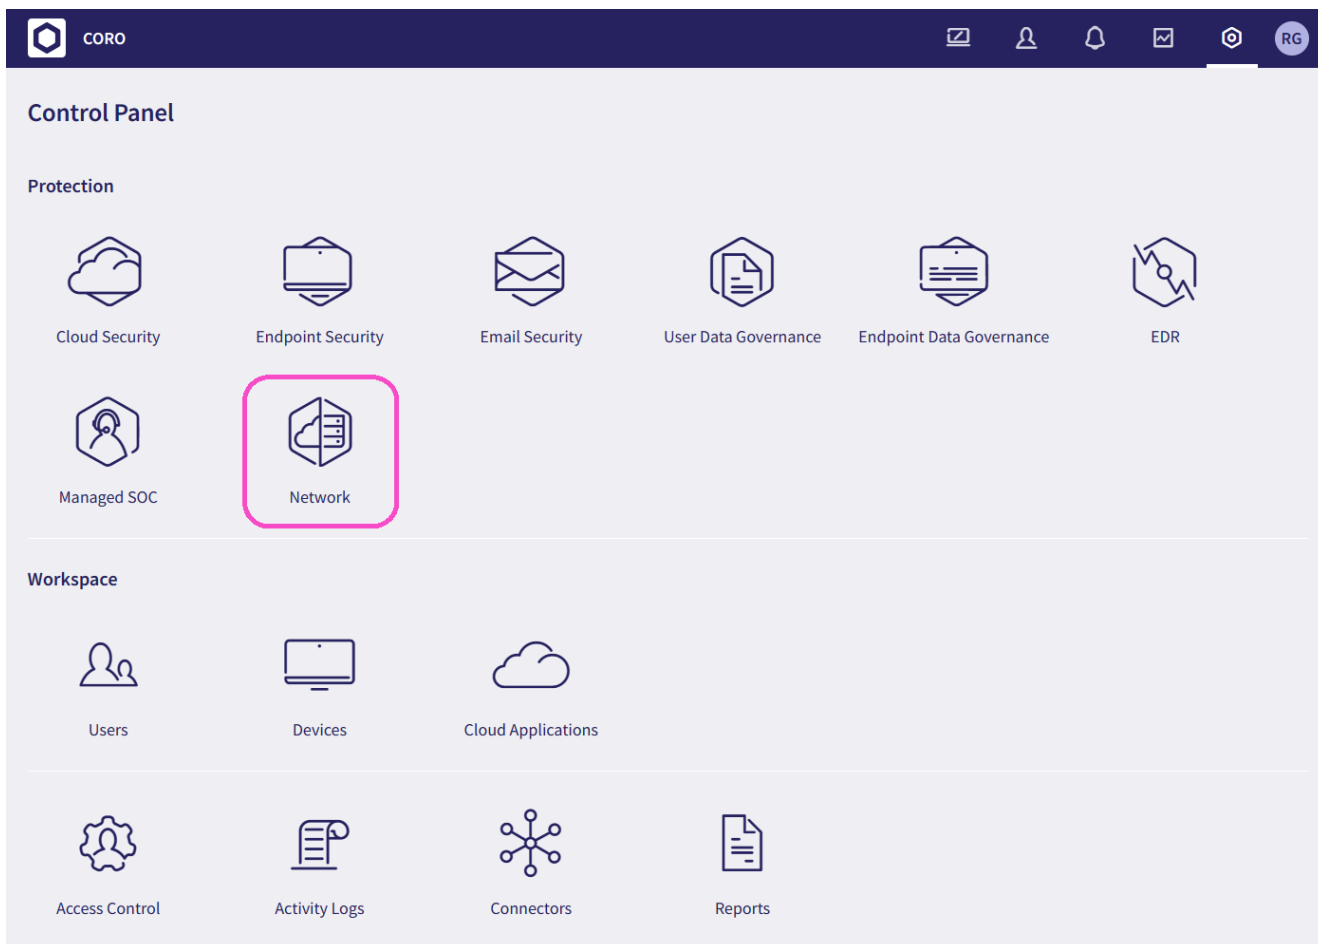 CORO
RG
Control Panel
Protection
Cloud Security
Endpoint Security
Email Security
User Data Governance
Endpoint Data Governance
EDR
Managed SOC
Network
Workspace
Users
Devices
Cloud Applications
Access Control
Activity Logs
Connectors
Reports